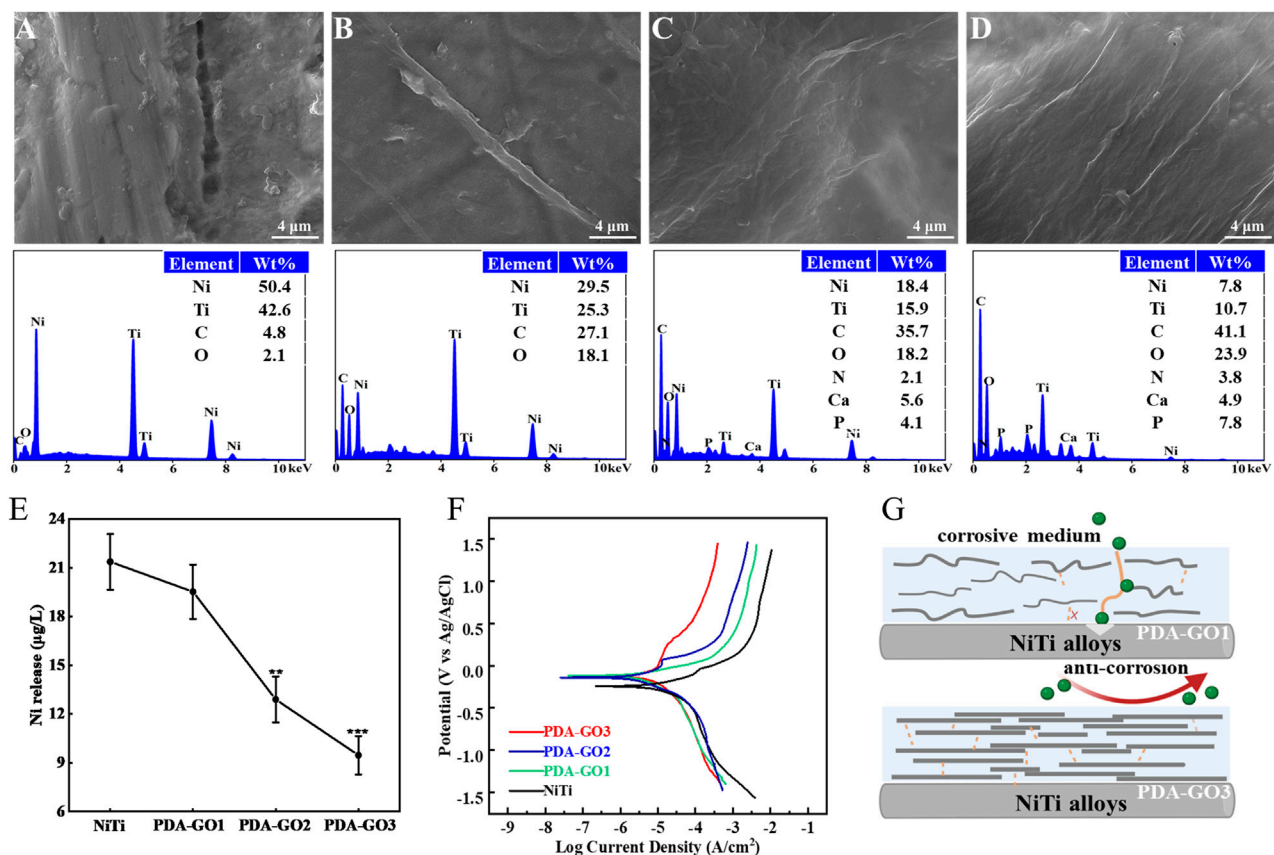 A
4 μm
B
4 μm
C
4 μm
D
4 μm
Element Wt%
Ni 50.4
Ti 42.6
C 4.8
O 2.1
Ni
Ti
C
O
Ti
Ni
Ni
0 2 4 6 8 10keV
Element Wt%
Ni 29.5
Ti 25.3
C 27.1
O 18.1
C
O
Ni
Ti
Ti
Ni
Ni
0 2 4 6 8 10keV
Element Wt%
Ni 18.4
Ti 15.9
C 35.7
O 18.2
N 2.1
Ca 5.6
P 4.1
C
O
Ni
N
P
Ti
Ca
Ti
Ni
0 2 4 6 8 10keV
Element Wt%
Ni 7.8
Ti 10.7
C 41.1
O 23.9
N 3.8
Ca 4.9
P 7.8
C
O
N
P
P
Ti
Ca
Ti
Ni
0 2 4 6 8 10keV
E
Ni release (μg/L)
24
21
18
15
12
9
6
**
***
NiTi PDA-GO1 PDA-GO2 PDA-GO3
F
Potential (V vs Ag/AgCl)
1.5
1.0
0.5
0.0
-0.5
-1.0
-1.5
PDA-GO3
PDA-GO2
PDA-GO1
NiTi
-9 -8 -7 -6 -5 -4 -3 -2 -1
Log Current Density (A/cm²)
G
corrosive medium
x
PDA-GO1
NiTi alloys
anti-corrosion
PDA-GO3
NiTi alloys